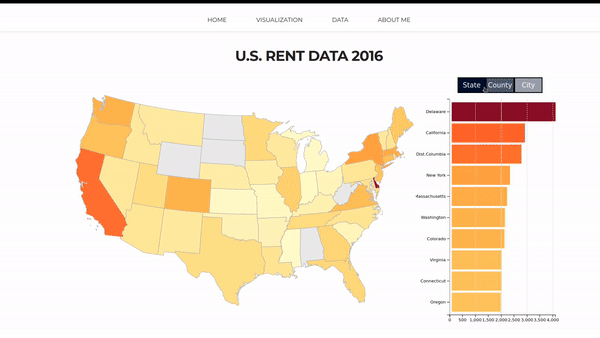 HOME VISUALIZATION DATA ABOUT ME
U.S. RENT DATA 2016
State County City
Delaware
California
Dist.Columbia
New York
Massachusetts
Washington
Colorado
Virginia
Connecticut
Oregon
0 500 1,000 1,500 2,000 2,500 3,000 3,500 4,000